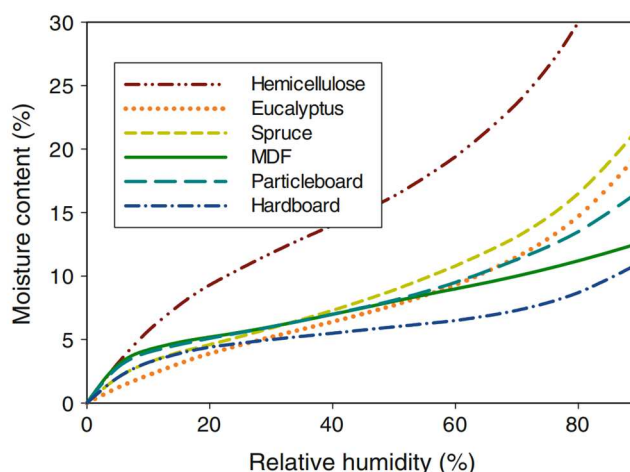 30
25
20
15
10
5
0
Moisture content (%)
Hemicellulose
Eucalyptus
Spruce
MDF
Particleboard
Hardboard
0 20 40 60 80
Relative humidity (%)